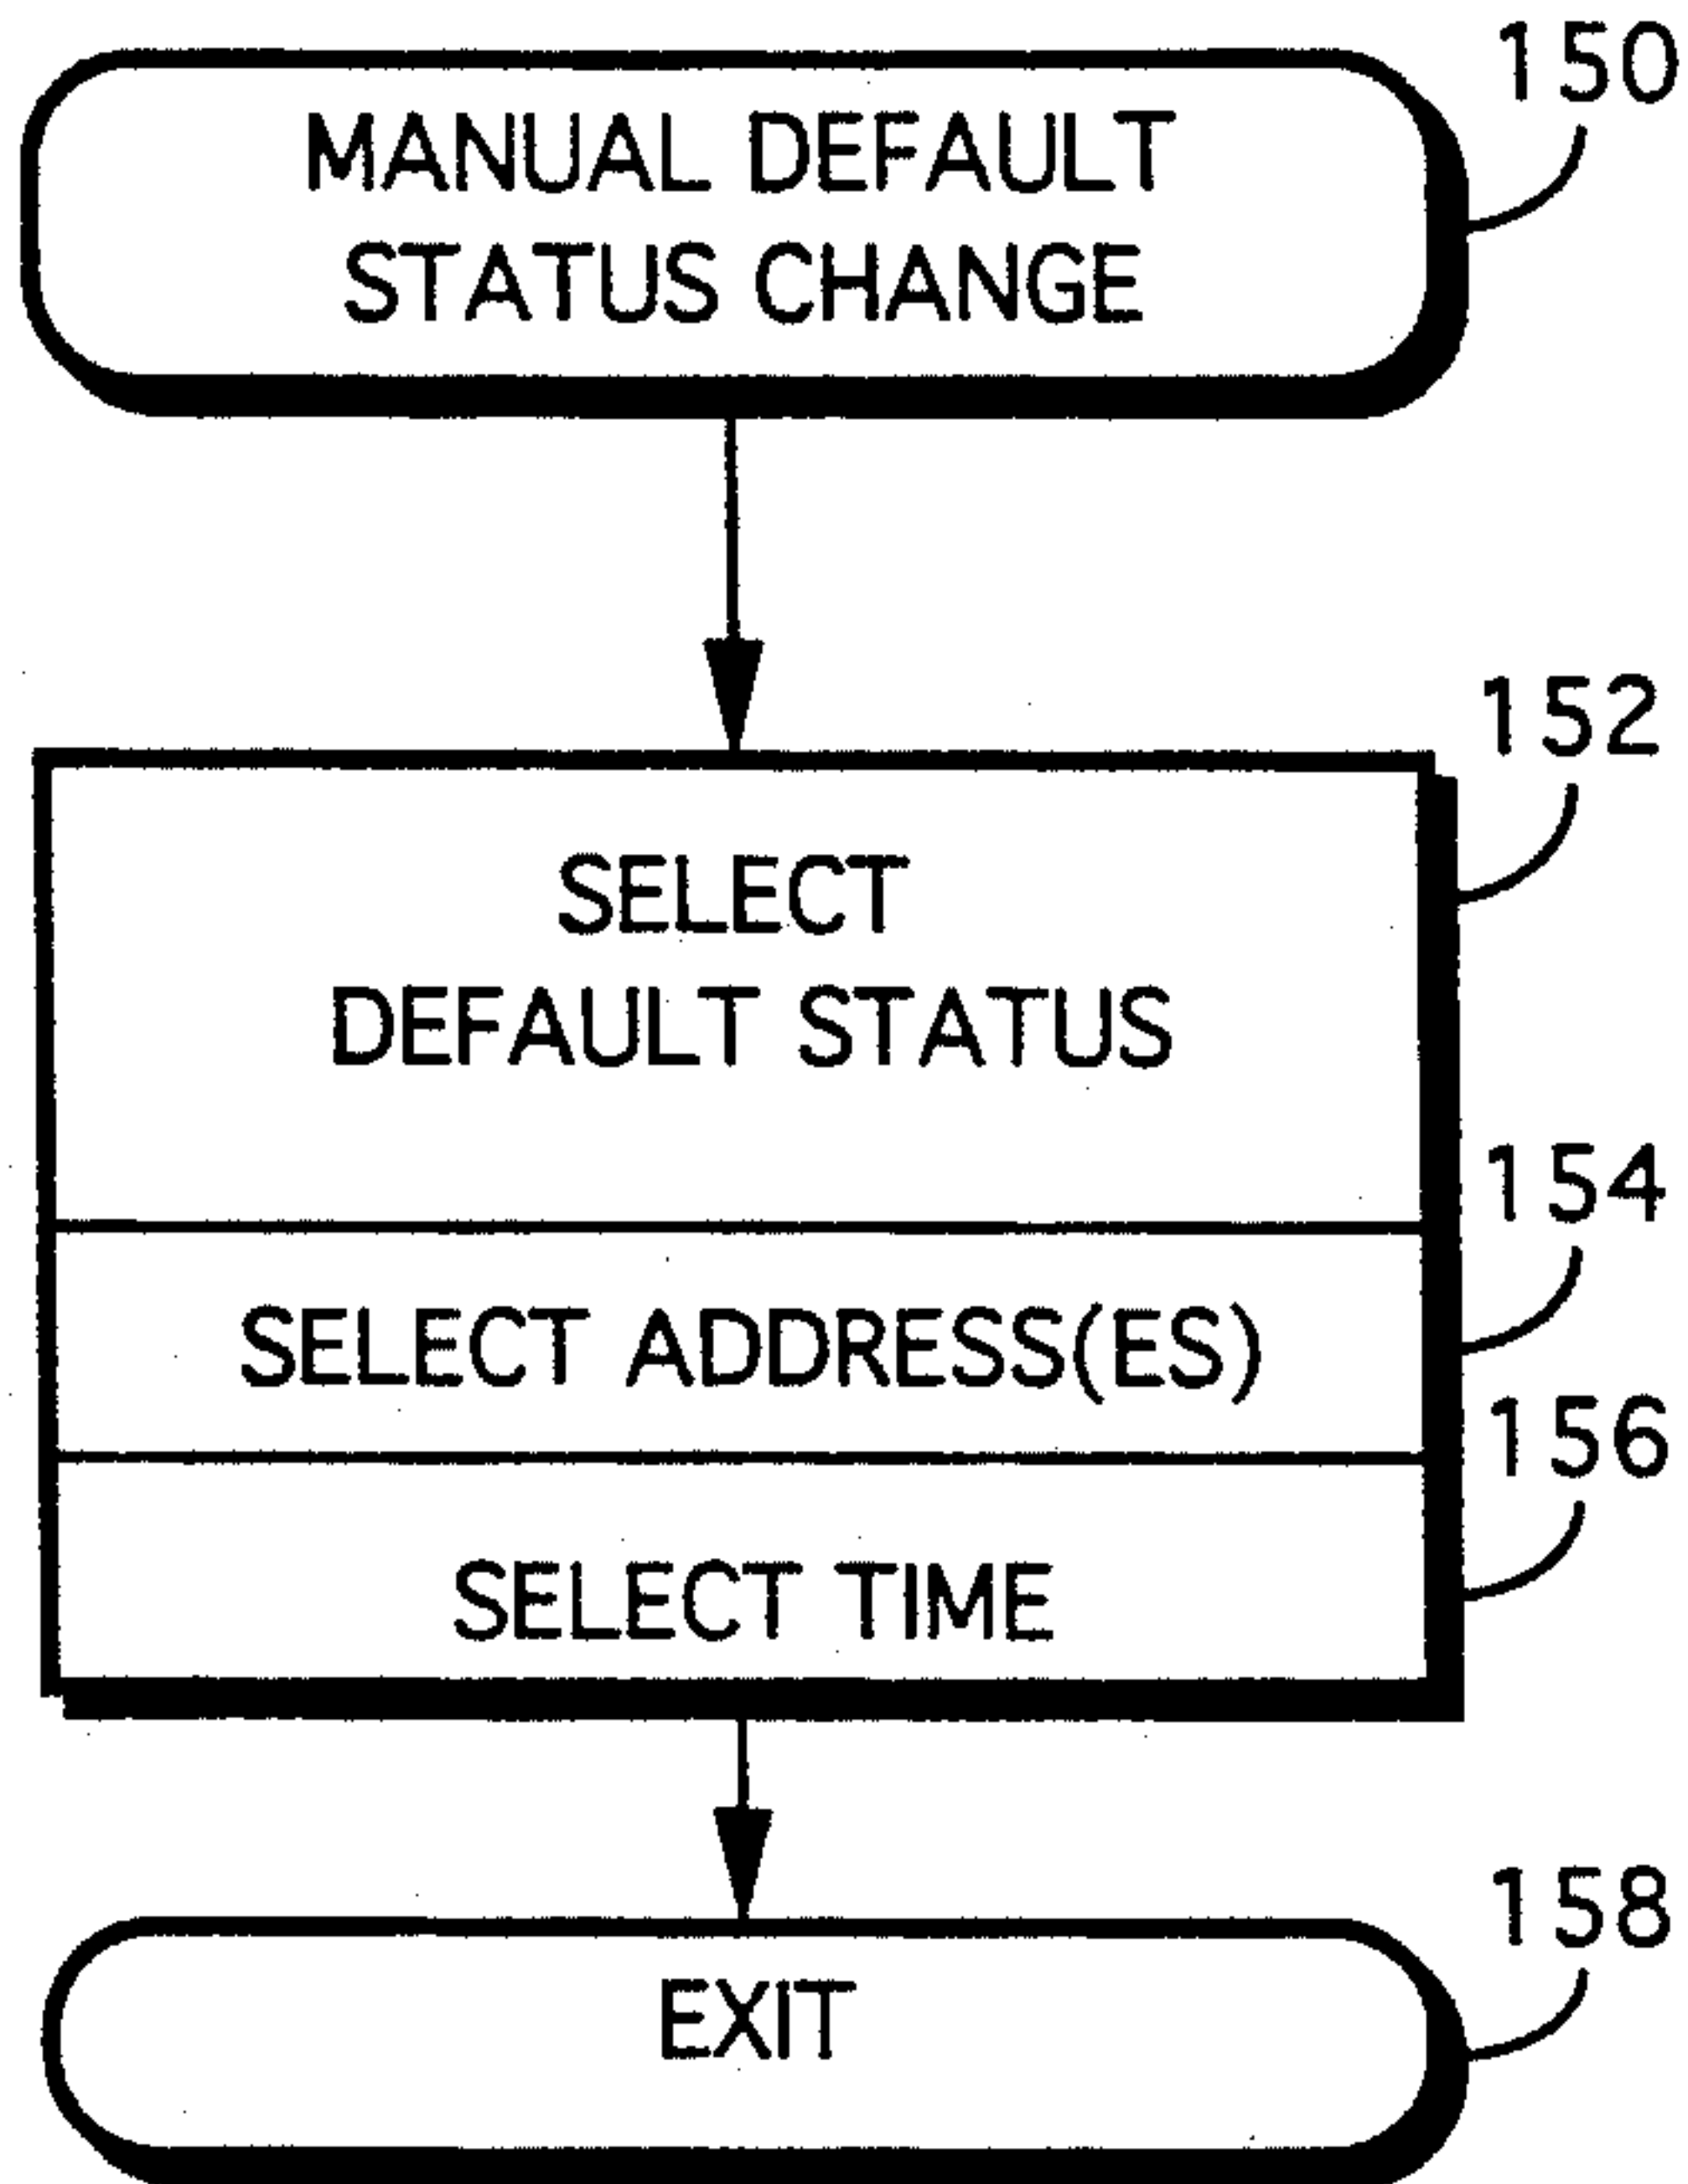 150
MANUAL DEFAULT
STATUS CHANGE
152
SELECT
DEFAULT STATUS
154
SELECT ADDRESS(ES)
156
SELECT TIME
158
EXIT